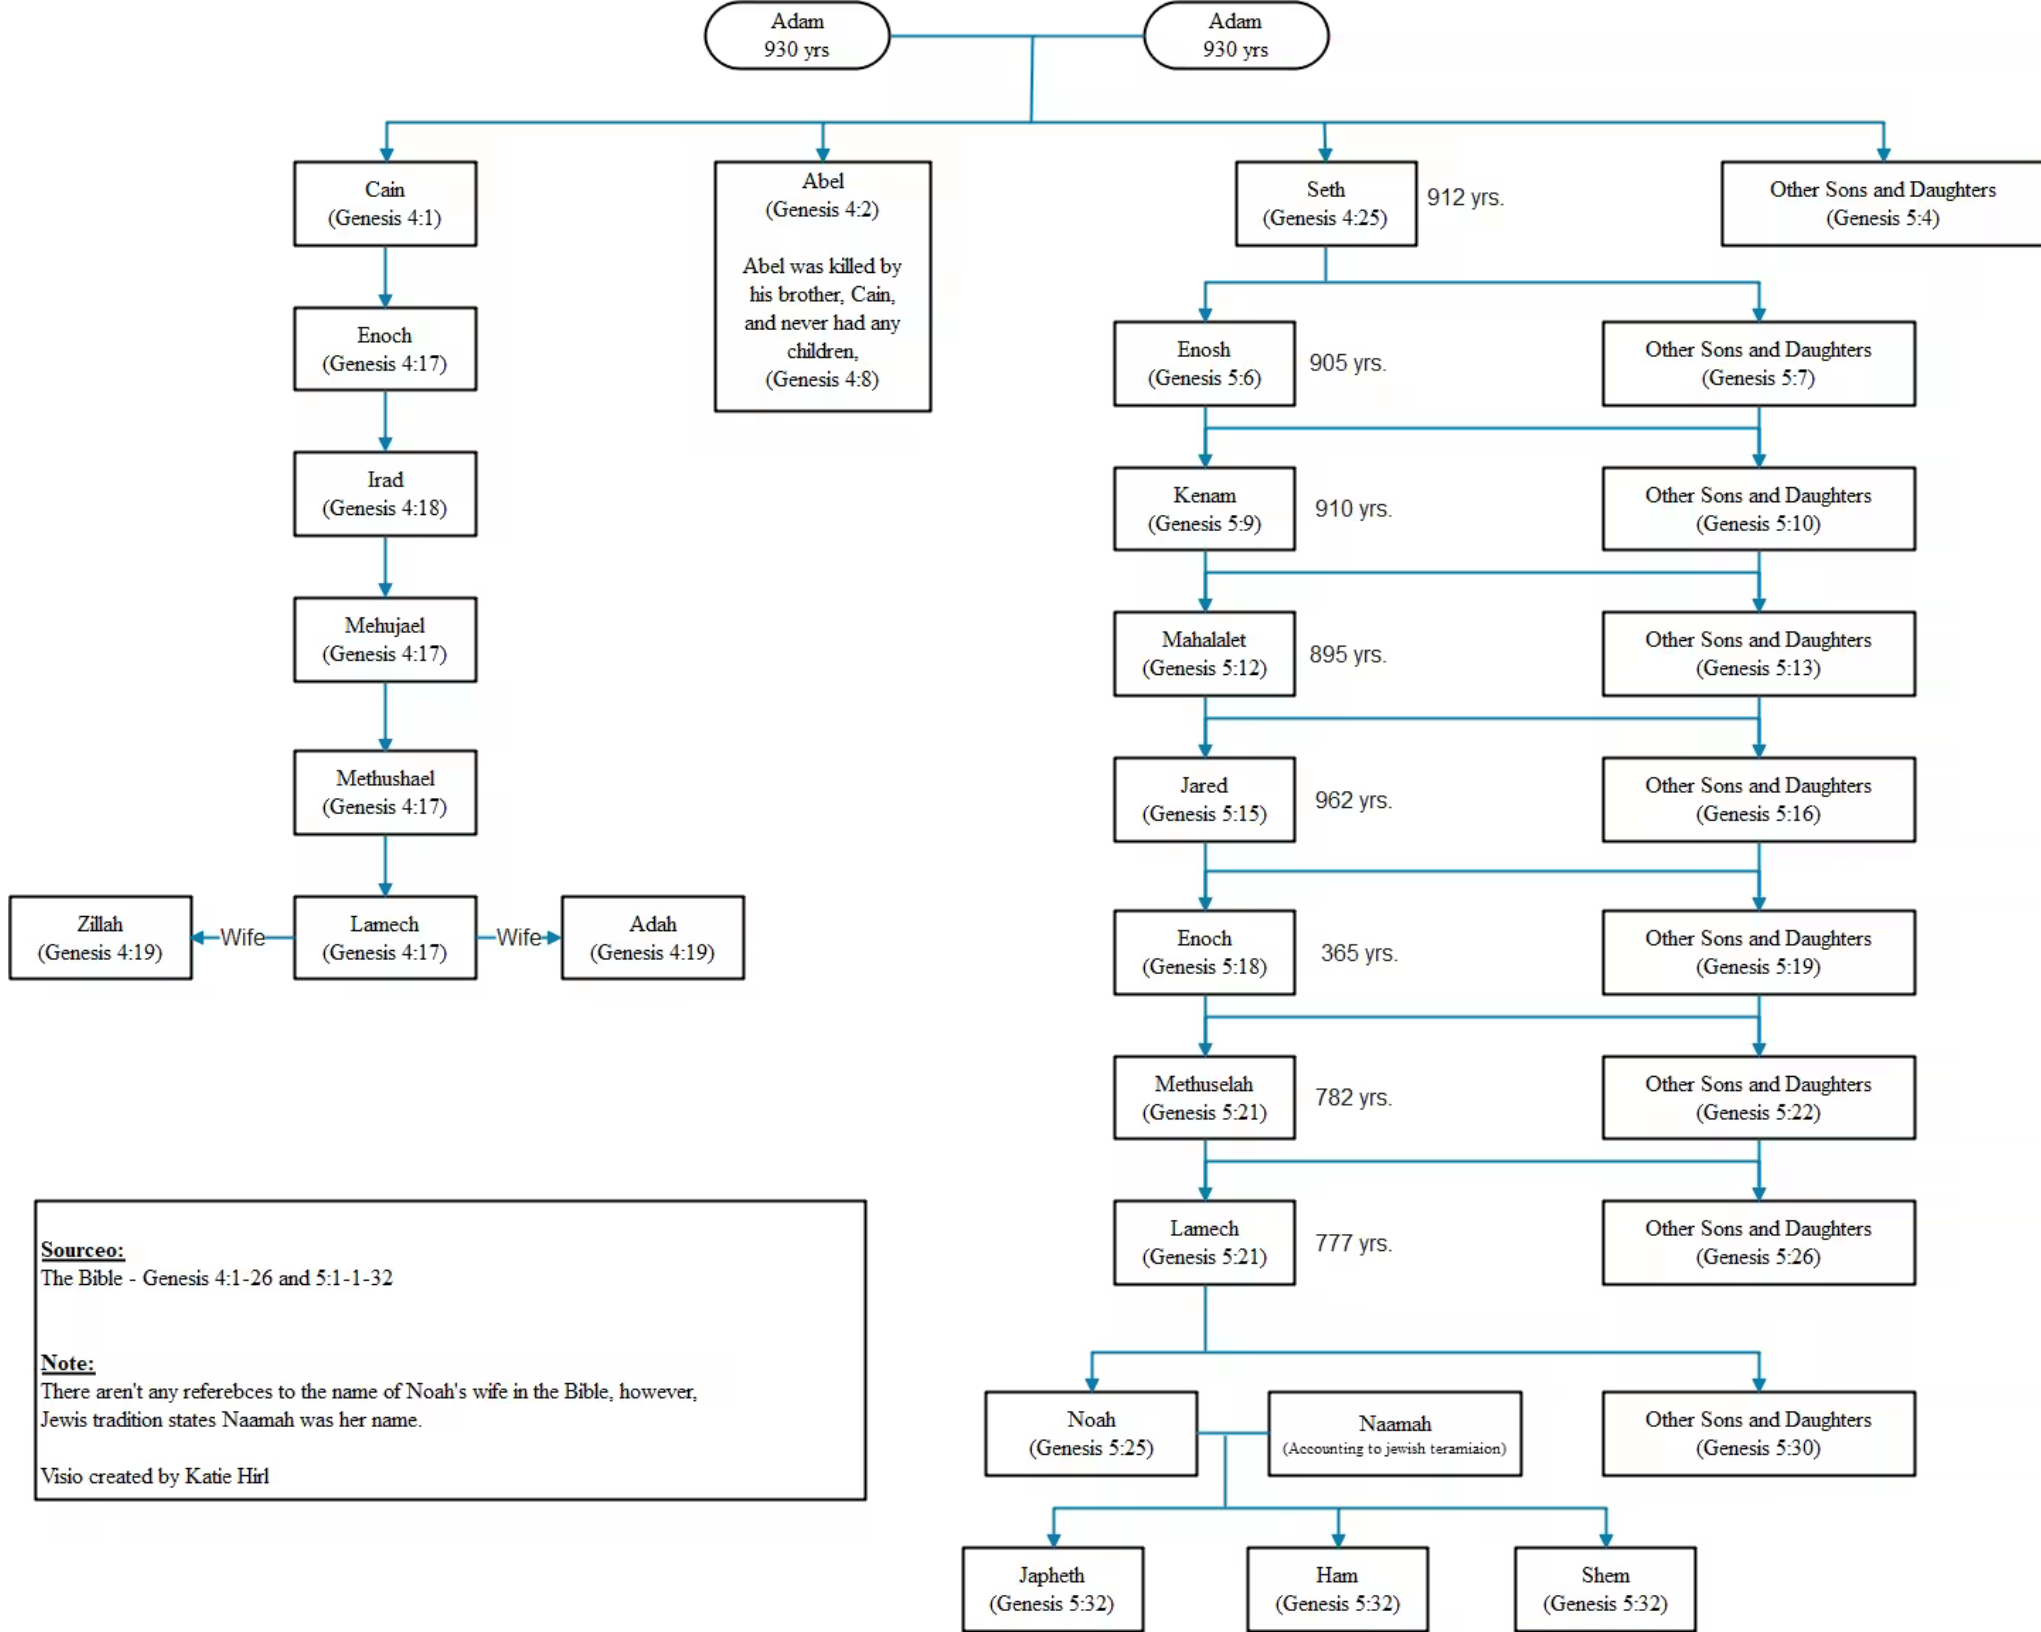 Adam
930 yrs
Adam
930 yrs
Cain
(Genesis 4:1)
Abel
(Genesis 4:2)
Abel was killed by
his brother, Cain,
and never had any
children,
(Genesis 4:8)
Seth
(Genesis 4:25)
912 yrs.
Other Sons and Daughters
(Genesis 5:4)
Enoch
(Genesis 4:17)
Enosh
(Genesis 5:6)
905 yrs.
Other Sons and Daughters
(Genesis 5:7)
Irad
(Genesis 4:18)
Kenam
(Genesis 5:9)
910 yrs.
Other Sons and Daughters
(Genesis 5:10)
Mehujael
(Genesis 4:17)
Mahalalet
(Genesis 5:12)
895 yrs.
Other Sons and Daughters
(Genesis 5:13)
Methushael
(Genesis 4:17)
Jared
(Genesis 5:15)
962 yrs.
Other Sons and Daughters
(Genesis 5:16)
Zillah
(Genesis 4:19)
Wife
Lamech
(Genesis 4:17)
Wife
Adah
(Genesis 4:19)
Enoch
(Genesis 5:18)
365 yrs.
Other Sons and Daughters
(Genesis 5:19)
Methuselah
(Genesis 5:21)
782 yrs.
Other Sons and Daughters
(Genesis 5:22)
Lamech
(Genesis 5:21)
777 yrs.
Other Sons and Daughters
(Genesis 5:26)
Sourceo:
The Bible - Genesis 4:1-26 and 5:1-1-32
Note:
There aren't any referebces to the name of Noah's wife in the Bible, however,
Jewis tradition states Naamah was her name.
Visio created by Katie Hirl
Noah
(Genesis 5:25)
Naamah
(Accounting to jewish teramiaion)
Other Sons and Daughters
(Genesis 5:30)
Japheth
(Genesis 5:32)
Ham
(Genesis 5:32)
Shem
(Genesis 5:32)